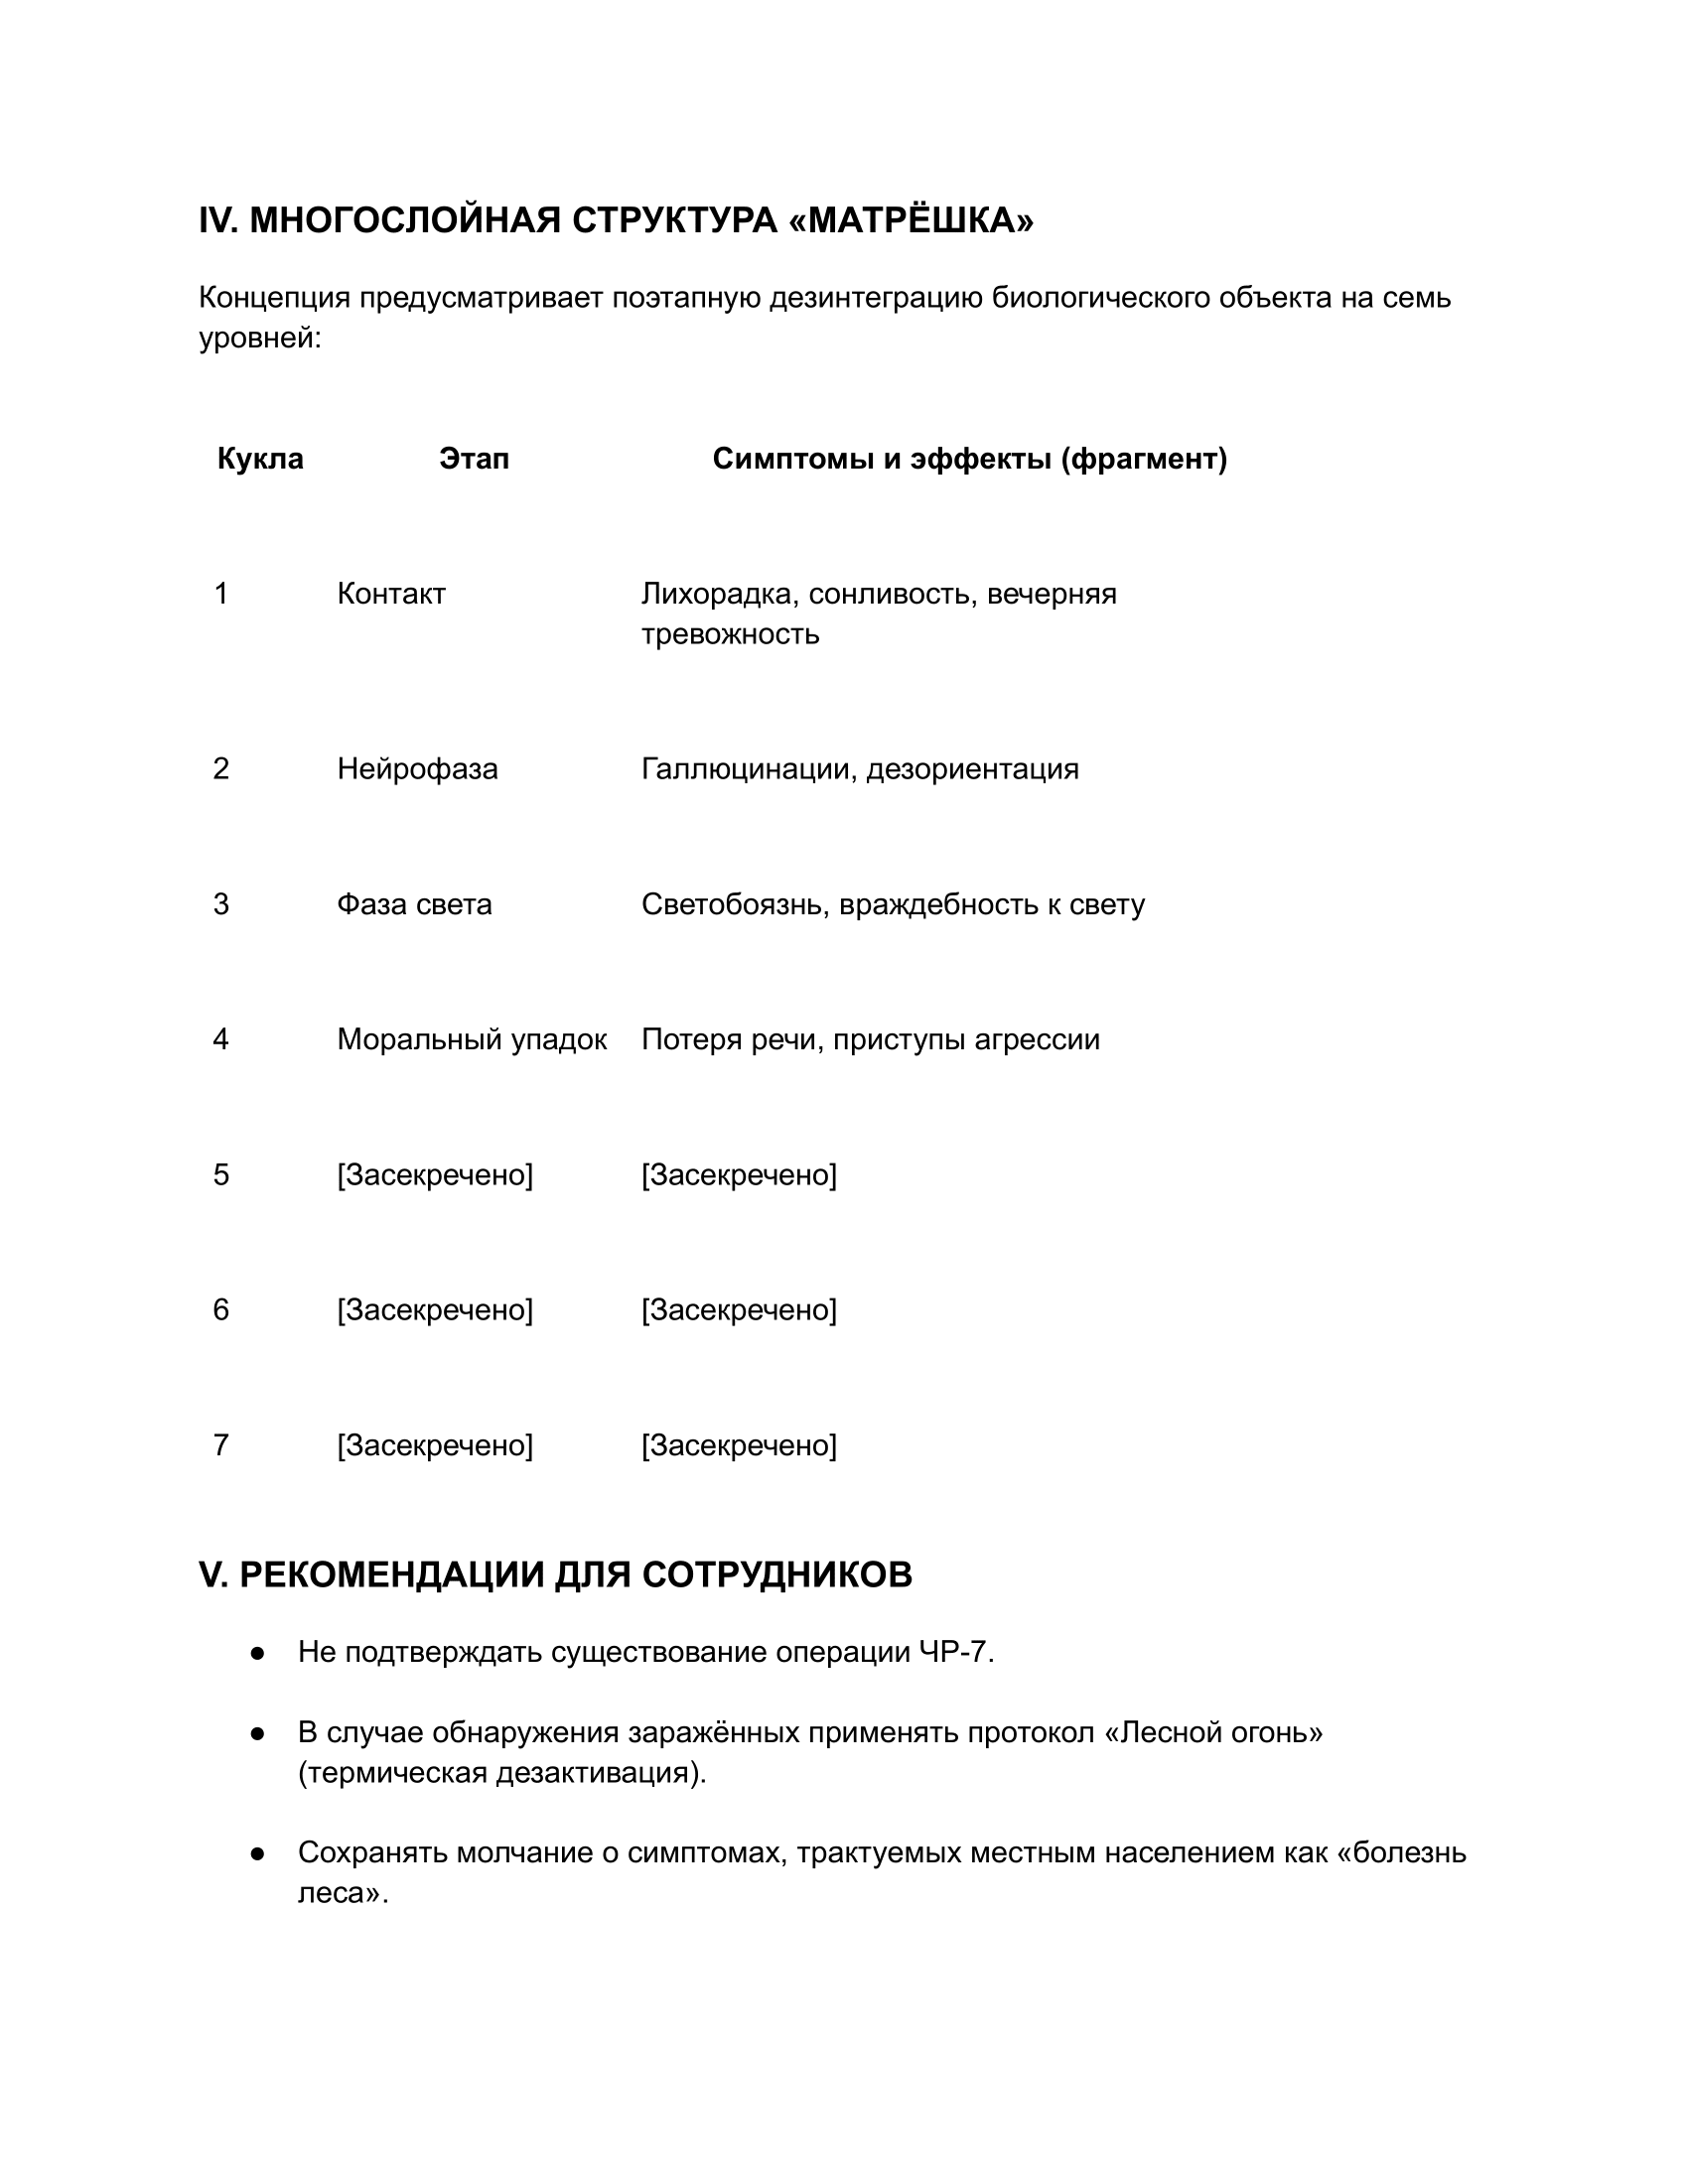 IV. МНОГОСЛОЙНАЯ СТРУКТУРА «МАТРЁШКА»
Концепция предусматривает поэтапную дезинтеграцию биологического объекта на семь
уровней:
Кукла Этап Симптомы и эффекты (фрагмент)
1 Контакт Лихорадка, сонливость, вечерняя
тревожность
2 Нейрофаза Галлюцинации, дезориентация
3 Фаза света Светобоязнь, враждебность к свету
4 Моральный упадок Потеря речи, приступы агрессии
5 [Засекречено] [Засекречено]
6 [Засекречено] [Засекречено]
7 [Засекречено] [Засекречено]
V. РЕКОМЕНДАЦИИ ДЛЯ СОТРУДНИКОВ
● Не подтверждать существование операции ЧР-7.
● В случае обнаружения заражённых применять протокол «Лесной огонь»
(термическая дезактивация).
● Сохранять молчание о симптомах, трактуемых местным населением как «болезнь
леса».